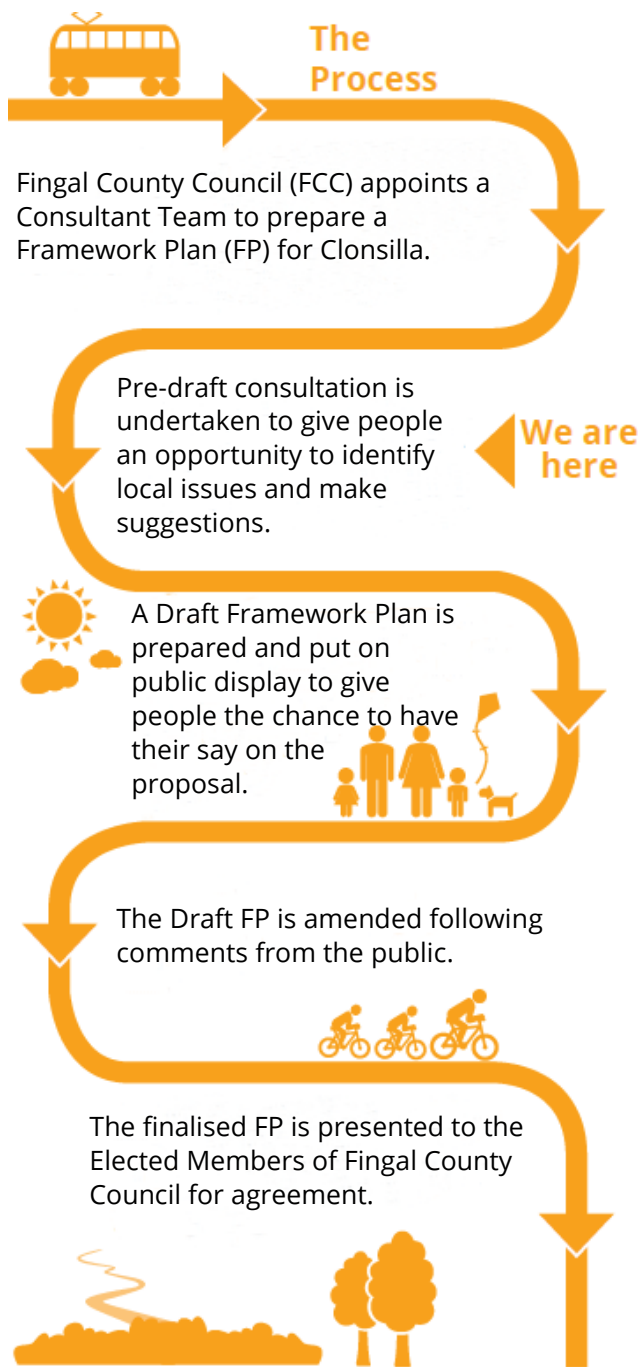 The
Process
Fingal County Council (FCC) appoints a
Consultant Team to prepare a
Framework Plan (FP) for Clonsilla.
Pre-draft consultation is
undertaken to give people
an opportunity to identify
local issues and make
suggestions.
We are
here
A Draft Framework Plan is
prepared and put on
public display to give
people the chance to have
their say on the
proposal.
The Draft FP is amended following
comments from the public.
The finalised FP is presented to the
Elected Members of Fingal County
Council for agreement.